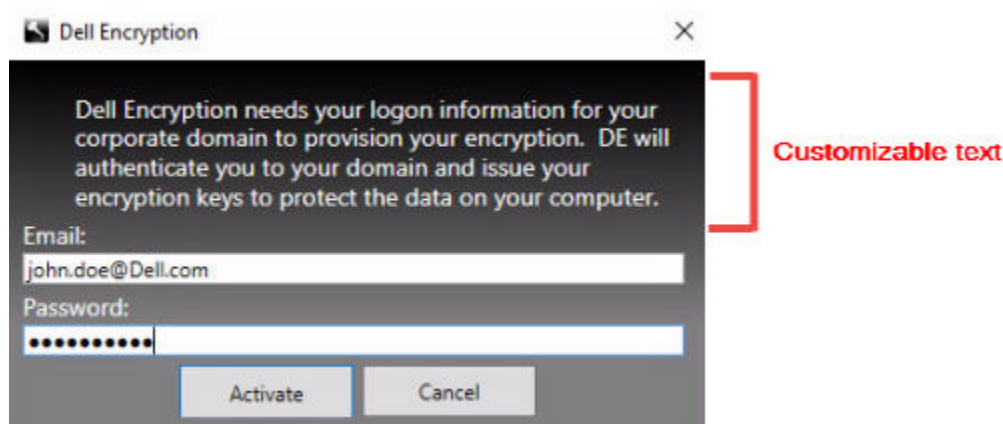 Dell Encryption
Dell Encryption needs your logon information for your
corporate domain to provision your encryption.  DE will
authenticate you to your domain and issue your
encryption keys to protect the data on your computer.
Customizable text
Email:
john.doe@Dell.com
Password:
●●●●●●●●●●
Activate
Cancel